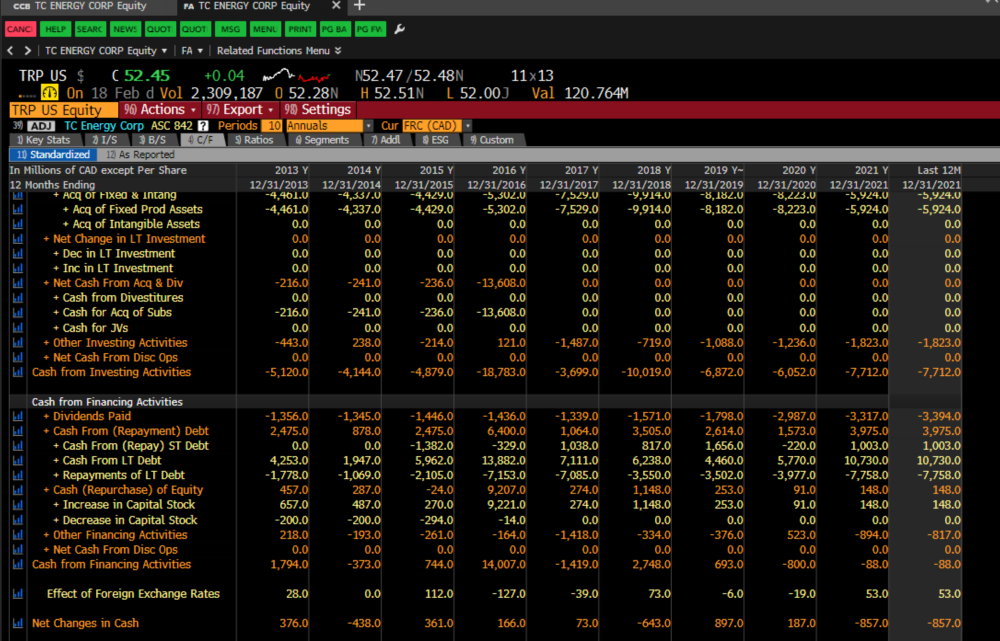 CCB TC ENERGY CORP Equity FA TC ENERGY CORP Equity
CANC HELP SEARC NEWS QUOT QUOT MSG MENU PRINT PG BA PG FW
TC ENERGY CORP Equity FA Related Functions Menu
TRP US $ C 52.45 +0.04 N52.47/52.48N 11x13
On 18 Feb d Vol 2,309,187 O 52.28N H 52.51N L 52.00J Val 120.764M
TRP US Equity 96) Actions 97) Export 98) Settings
39) ADJ TC Energy Corp ASC 842 ? Periods 10 Annuals Cur FRC (CAD)
1) Key Stats 2) I/S 3) B/S 4) C/F 5) Ratios 6) Segments 7) Addl 8) ESG 9) Custom
11) Standardized 12) As Reported
In Millions of CAD except Per Share 2013 Y 2014 Y 2015 Y 2016 Y 2017 Y 2018 Y 2019 Y~ 2020 Y 2021 Y Last 12M
12 Months Ending 12/31/2013 12/31/2014 12/31/2015 12/31/2016 12/31/2017 12/31/2018 12/31/2019 12/31/2020 12/31/2021 12/31/2021
+ Acq of Fixed & Intang -4,461.0 -4,337.0 -4,429.0 -5,302.0 -7,529.0 -9,914.0 -8,182.0 -8,223.0 -5,924.0 -5,924.0
+ Acq of Fixed Prod Assets -4,461.0 -4,337.0 -4,429.0 -5,302.0 -7,529.0 -9,914.0 -8,182.0 -8,223.0 -5,924.0 -5,924.0
+ Acq of Intangible Assets 0.0 0.0 0.0 0.0 0.0 0.0 0.0 0.0 0.0 0.0
+ Net Change in LT Investment 0.0 0.0 0.0 0.0 0.0 0.0 0.0 0.0 0.0 0.0
+ Dec in LT Investment 0.0 0.0 0.0 0.0 0.0 0.0 0.0 0.0 0.0 0.0
+ Inc in LT Investment 0.0 0.0 0.0 0.0 0.0 0.0 0.0 0.0 0.0 0.0
+ Net Cash From Acq & Div -216.0 -241.0 -236.0 -13,608.0 0.0 0.0 0.0 0.0 0.0 0.0
+ Cash from Divestitures 0.0 0.0 0.0 0.0 0.0 0.0 0.0 0.0 0.0 0.0
+ Cash for Acq of Subs -216.0 -241.0 -236.0 -13,608.0 0.0 0.0 0.0 0.0 0.0 0.0
+ Cash for JVs 0.0 0.0 0.0 0.0 0.0 0.0 0.0 0.0 0.0 0.0
+ Other Investing Activities -443.0 238.0 -214.0 121.0 -1,487.0 -719.0 -1,088.0 -1,236.0 -1,823.0 -1,823.0
+ Net Cash From Disc Ops 0.0 0.0 0.0 0.0 0.0 0.0 0.0 0.0 0.0 0.0
Cash from Investing Activities -5,120.0 -4,144.0 -4,879.0 -18,783.0 -3,699.0 -10,019.0 -6,872.0 -6,052.0 -7,712.0 -7,712.0
Cash from Financing Activities
+ Dividends Paid -1,356.0 -1,345.0 -1,446.0 -1,436.0 -1,339.0 -1,571.0 -1,798.0 -2,987.0 -3,317.0 -3,394.0
+ Cash From (Repayment) Debt 2,475.0 878.0 2,475.0 6,400.0 1,064.0 3,505.0 2,614.0 1,573.0 3,975.0 3,975.0
+ Cash From (Repay) ST Debt 0.0 0.0 -1,382.0 -329.0 1,038.0 817.0 1,656.0 -220.0 1,003.0 1,003.0
+ Cash From LT Debt 4,253.0 1,947.0 5,962.0 13,882.0 7,111.0 6,238.0 4,460.0 5,770.0 10,730.0 10,730.0
+ Repayments of LT Debt -1,778.0 -1,069.0 -2,105.0 -7,153.0 -7,085.0 -3,550.0 -3,502.0 -3,977.0 -7,758.0 -7,758.0
+ Cash (Repurchase) of Equity 457.0 287.0 -24.0 9,207.0 274.0 1,148.0 253.0 91.0 148.0 148.0
+ Increase in Capital Stock 657.0 487.0 270.0 9,221.0 274.0 1,148.0 253.0 91.0 148.0 148.0
+ Decrease in Capital Stock -200.0 -200.0 -294.0 -14.0 0.0 0.0 0.0 0.0 0.0 0.0
+ Other Financing Activities 218.0 -193.0 -261.0 -164.0 -1,418.0 -334.0 -376.0 523.0 -894.0 -817.0
+ Net Cash From Disc Ops 0.0 0.0 0.0 0.0 0.0 0.0 0.0 0.0 0.0 0.0
Cash from Financing Activities 1,794.0 -373.0 744.0 14,007.0 -1,419.0 2,748.0 693.0 -800.0 -88.0 -88.0
Effect of Foreign Exchange Rates 28.0 0.0 112.0 -127.0 -39.0 73.0 -6.0 -19.0 53.0 53.0
Net Changes in Cash 376.0 -438.0 361.0 166.0 73.0 -643.0 897.0 187.0 -857.0 -857.0